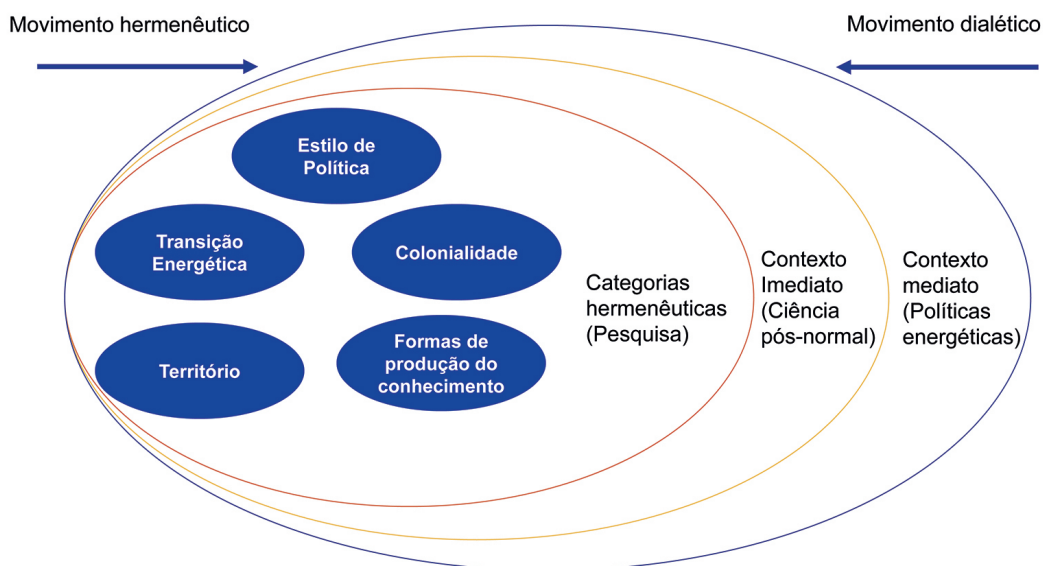 Movimento hermenêutico
Movimento dialético
Estilo de
Política
Transição
Energética
Colonialidade
Território
Formas de
produção do
conhecimento
Categorias
hermenêuticas
(Pesquisa)
Contexto
Imediato
(Ciência
pós-normal)
Contexto
mediato
(Políticas
energéticas)